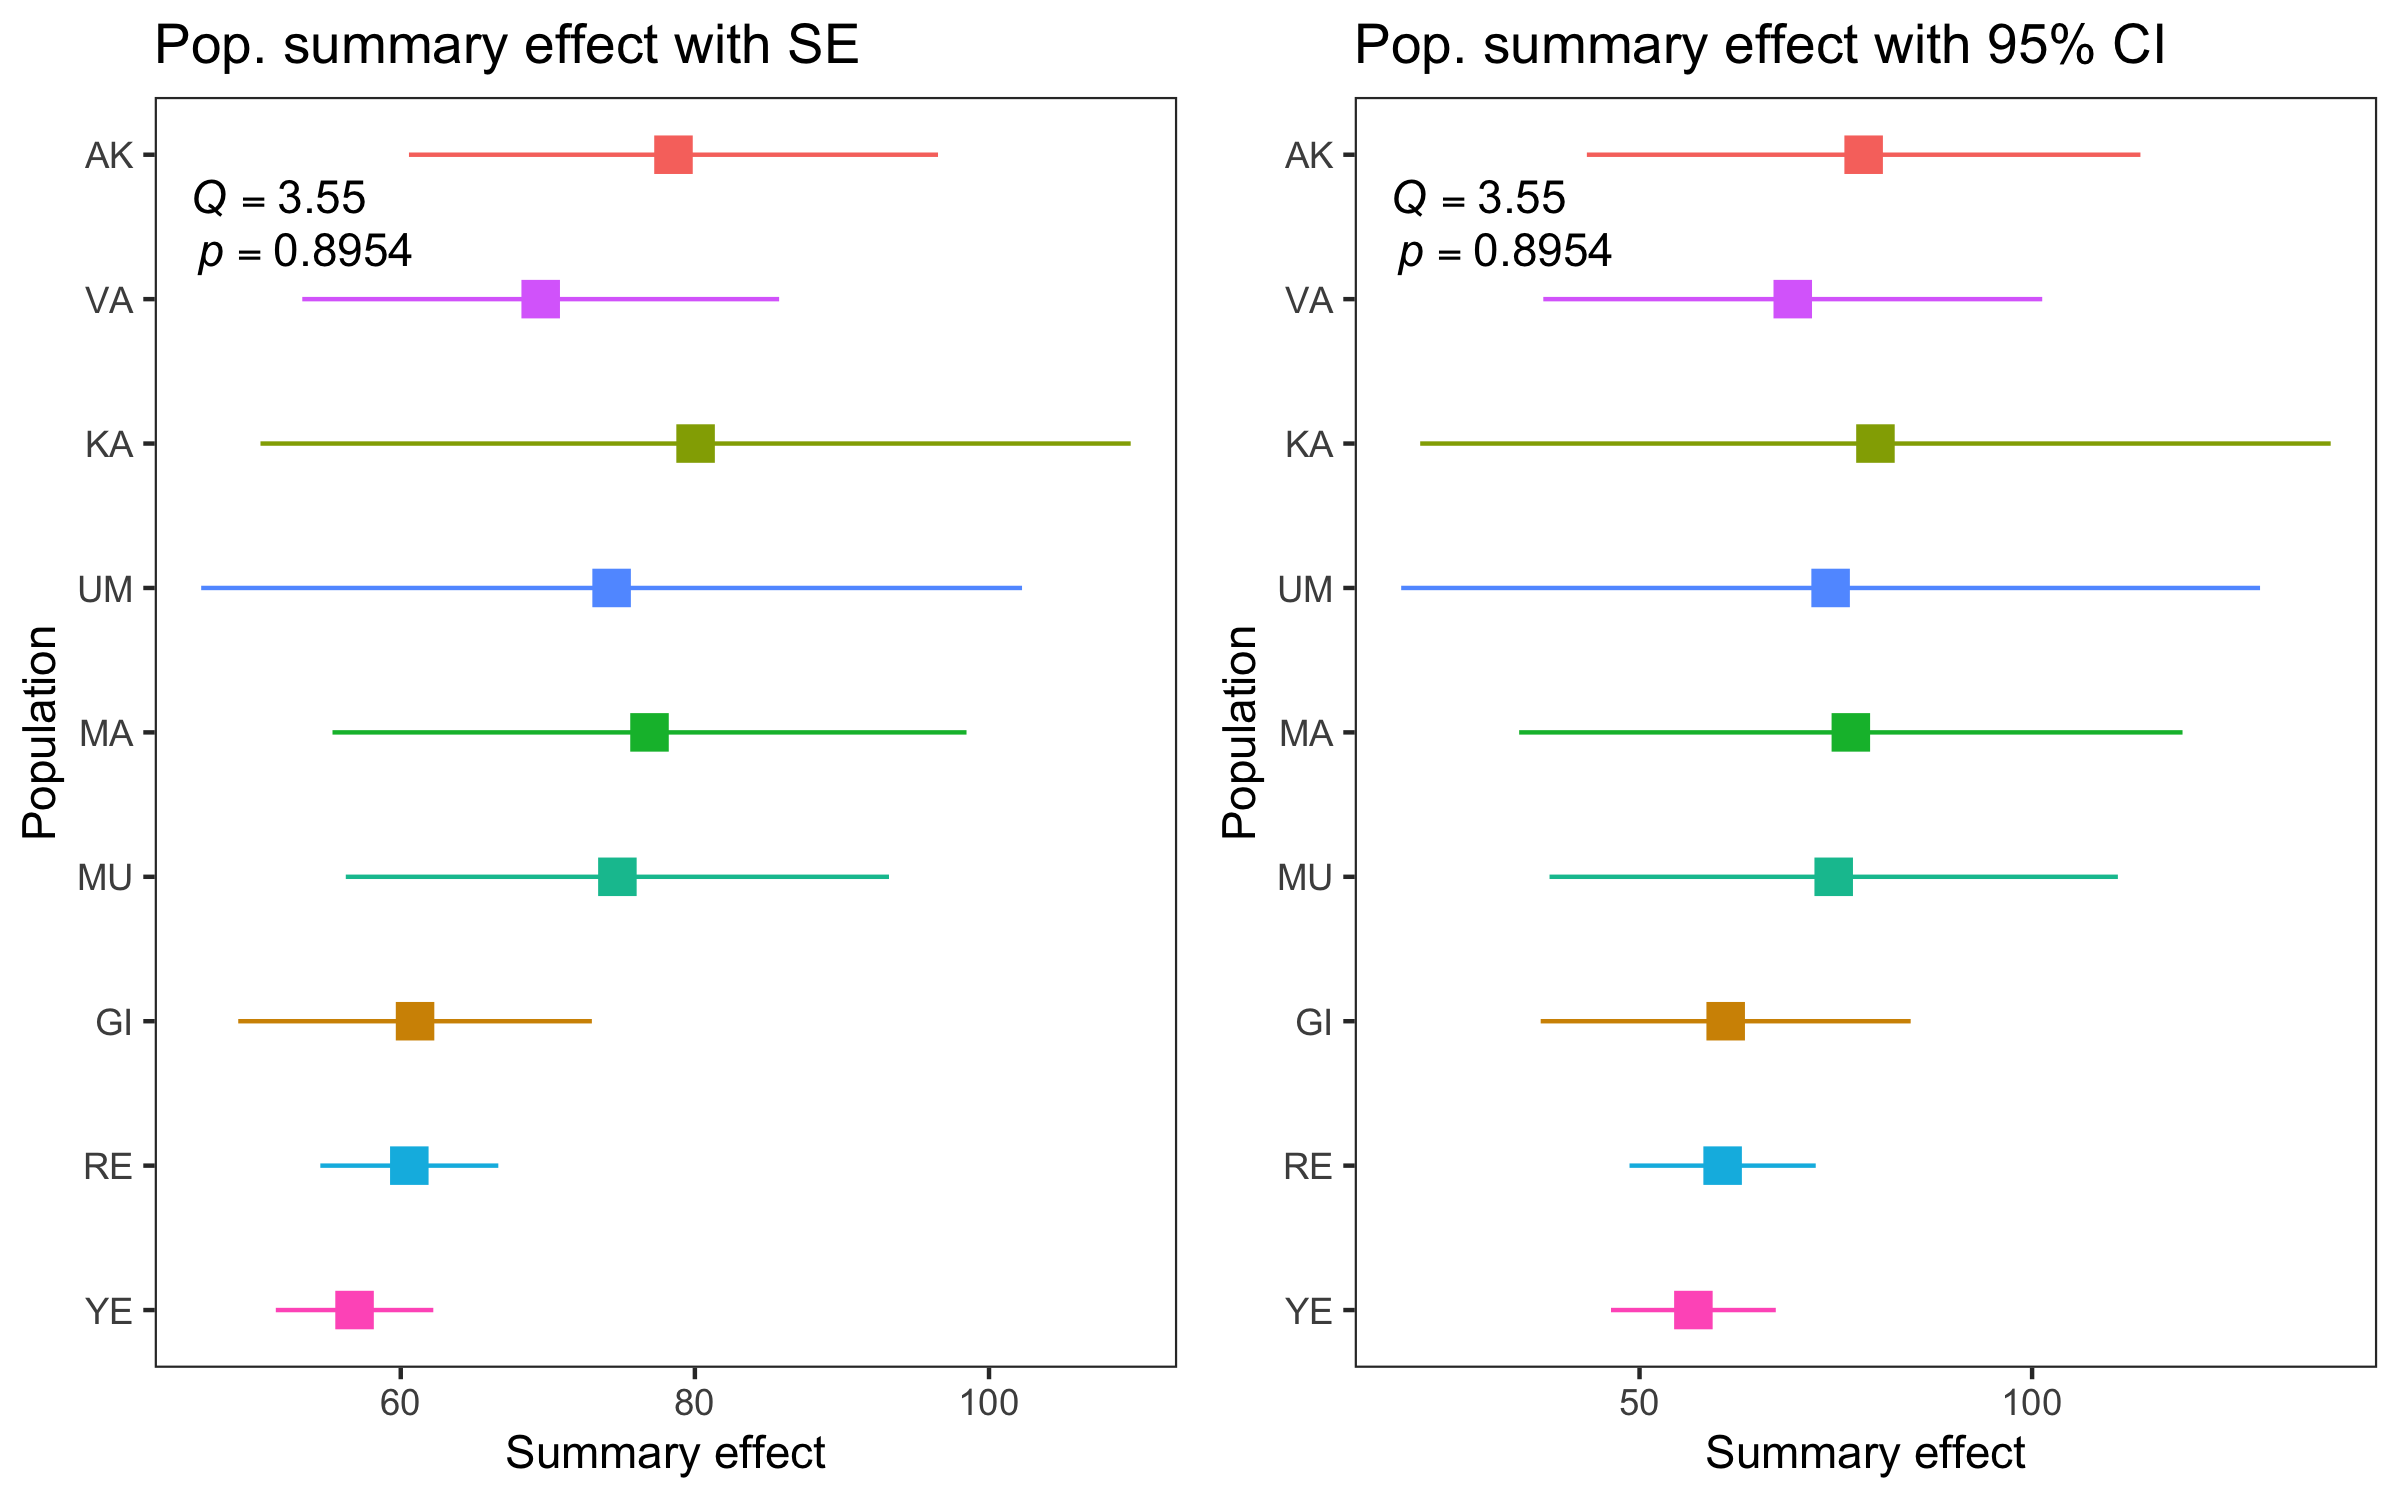 Pop. summary effect with SE
AK
Q = 3.55
p = 0.8954
VA
KA
UM
MA
MU
GI
RE
YE
Population
60 80 100
Summary effect
Pop. summary effect with 95% CI
AK
Q = 3.55
p = 0.8954
VA
KA
UM
MA
MU
GI
RE
YE
Population
50 100
Summary effect